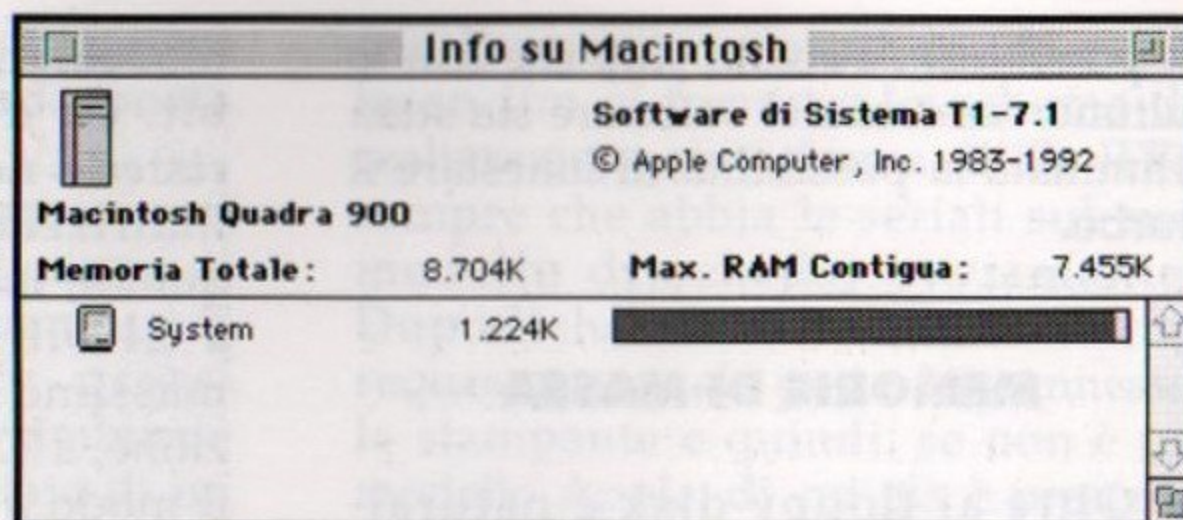 Info su Macintosh
Software di Sistema T1-7.1
© Apple Computer, Inc. 1983-1992
Macintosh Quadra 900
Memoria Totale: 8.704K Max. RAM Contigua: 7.455K
System 1.224K